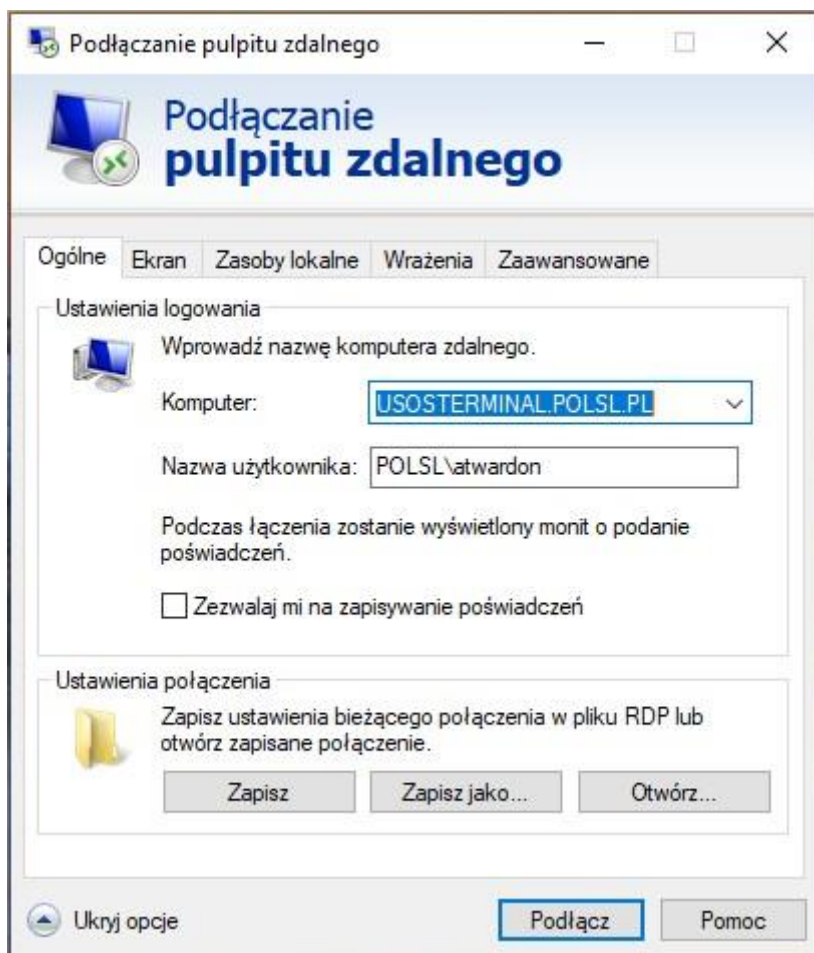 Podłączanie pulpitu zdalnego
Podłączanie
pulpitu zdalnego
Ogólne Ekran Zasoby lokalne Wrażenia Zaawansowane
Ustawienia logowania
Wprowadź nazwę komputera zdalnego.
Komputer: USOSTERMINAL.POLSL.PL
Nazwa użytkownika: POLSL\atwardon
Podczas łączenia zostanie wyświetlony monit o podanie
poświadczeń.
Zezwalaj mi na zapisywanie poświadczeń
Ustawienia połączenia
Zapisz ustawienia bieżącego połączenia w pliku RDP lub
otwórz zapisane połączenie.
Zapisz Zapisz jako... Otwórz...
Ukryj opcje Podłącz Pomoc